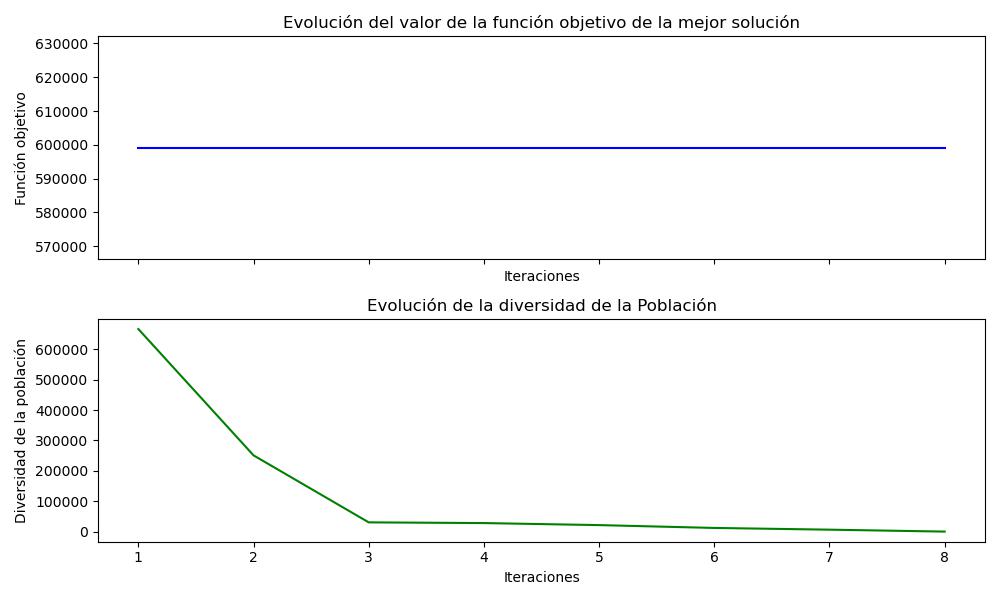 Evolución del valor de la función objetivo de la mejor solución
630000
620000
610000
600000
590000
580000
570000
Función objetivo
Iteraciones
Evolución de la diversidad de la Población
600000
500000
400000
300000
200000
100000
0
Diversidad de la población
1 2 3 4 5 6 7 8
Iteraciones